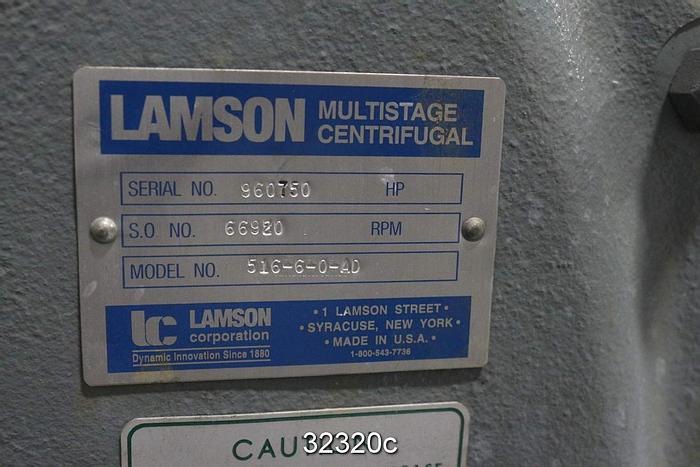 LAMSON MULTISTAGE CENTRIFUGAL
SERIAL NO. 960750 HP
S.O NO. 66920 RPM
MODEL NO. 516-6-0-AD
lc LAMSON corporation
Dynamic Innovation Since 1880
• 1 LAMSON STREET •
• SYRACUSE, NEW YORK •
• MADE IN U.S.A. •
1-800-543-7736
32320c